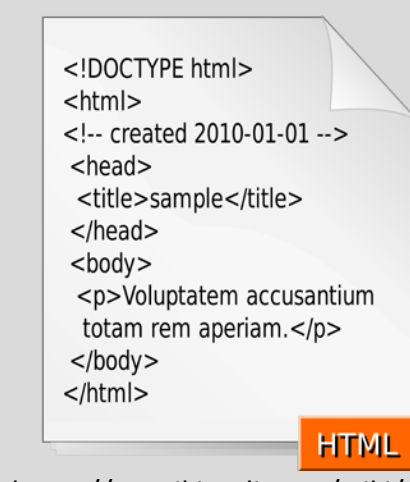 <!DOCTYPE html>
<html>
<!-- created 2010-01-01 -->
<head>
<title>sample</title>
</head>
<body>
<p>Voluptatem accusantium
totam rem aperiam.</p>
</body>
</html>
HTML